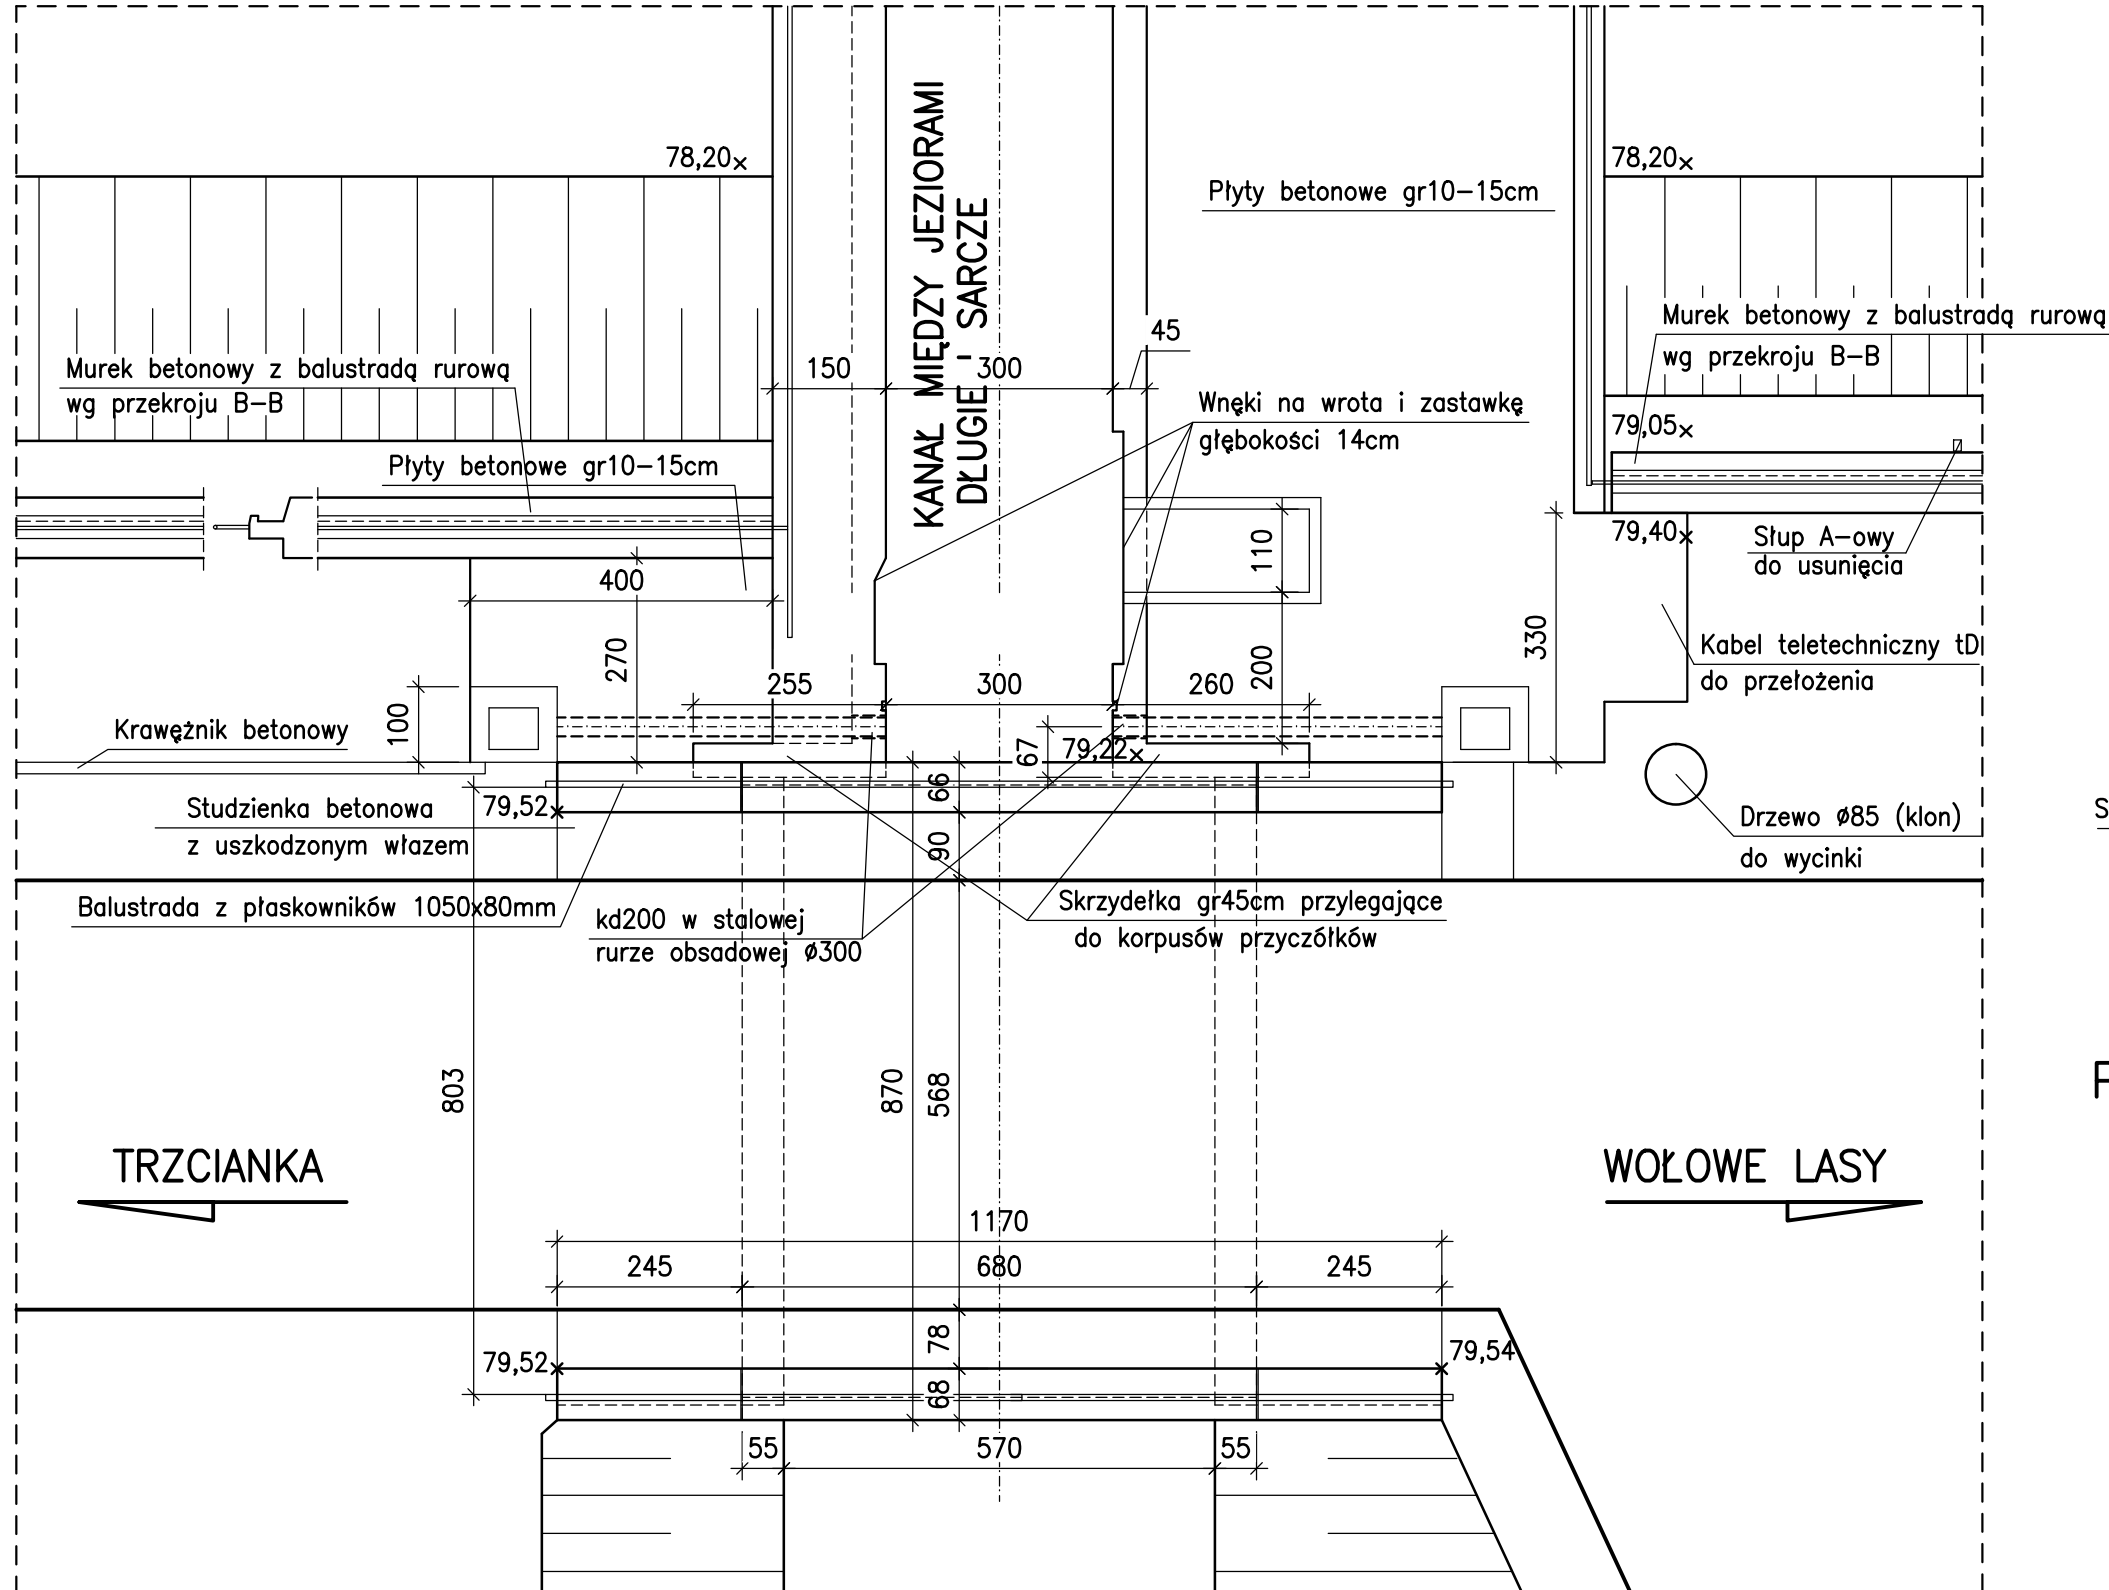 78,20
78,20
KANAŁ MIĘDZY JEZIORAMI
DŁUGIE I SARCZE
Płyty betonowe gr10-15cm
Murek betonowy z balustradą rurową
wg przekroju B-B
45
150
300
Murek betonowy z balustradą rurową
wg przekroju B-B
Wnęki na wrota i zastawkę
głębokości 14cm
79,05
Płyty betonowe gr10-15cm
79,40
Słup A-owy
do usunięcia
110
400
270
330
200
Kabel teletechniczny tD
do przełożenia
255
300
260
100
Krawężnik betonowy
67
79,22
66
Studzienka betonowa
z uszkodzonym włazem
79,52
90
Drzewo ø85 (klon)
do wycinki
Balustrada z płaskowników 1050x80mm
kd200 w stalowej
rurze obsadowej ø300
Skrzydełka gr45cm przylegające
do korpusów przyczółków
803
870
568
TRZCIANKA
WOŁOWE LASY
1170
245
680
245
78
79,52
79,54
68
55
570
55
S
P